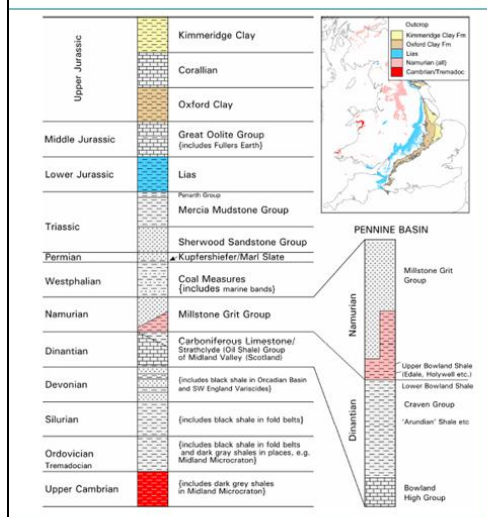 Upper Jurassic
Kimmeridge Clay
Corallian
Oxford Clay
Middle Jurassic
Great Oolite Group
{includes Fullers Earth}
Lower Jurassic
Lias
Triassic
Penarth Group
Mercia Mudstone Group
Sherwood Sandstone Group
Permian
Kupfershiefer/Marl Slate
Westphalian
Coal Measures
{includes marine bands}
Namurian
Millstone Grit Group
Dinantian
Carboniferous Limestone/
Strathclyde (Oil Shale) Group
of Midland Valley (Scotland)
Devonian
{includes black shale in Orcadian Basin
and SW England Variscides}
Silurian
{includes black shale in fold belts}
Ordovician
Tremadocian
{includes black shale in fold belts
and dark gray shales in places, e.g.
Midland Microcraton}
Upper Cambrian
{includes dark grey shales
in Midland Microcraton}
Outcrop
Kimmeridge Clay Fm
Oxford Clay Fm
Lias
Namurian (all)
Cambrian/Tremadoc
PENNINE BASIN
Namurian
Millstone Grit
Group
Upper Bowland Shale
(Edale, Holywell etc.)
Dinantian
Lower Bowland Shale
Craven Group
'Arundian' Shale etc
Bowland
High Group